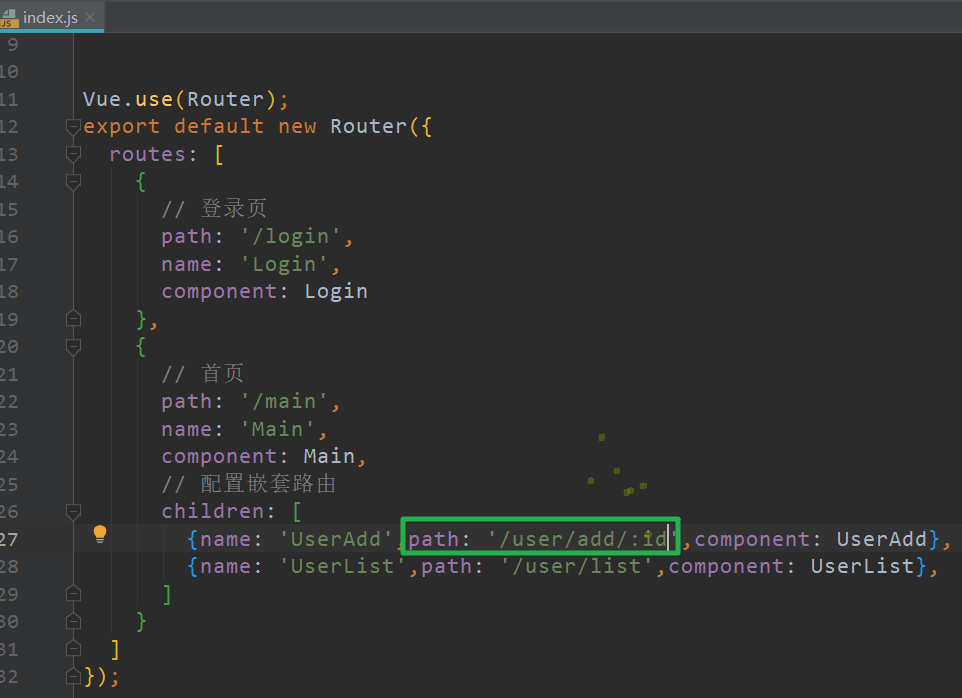 index.js
9
10
11 Vue.use(Router);
12 export default new Router({
13 routes: [
14 {
15 // 登录页
16 path: '/login',
17 name: 'Login',
18 component: Login
19 },
20 {
21 // 首页
22 path: '/main',
23 name: 'Main',
24 component: Main,
25 // 配置嵌套路由
26 children: [
27 {name: 'UserAdd',path: '/user/add/:id',component: UserAdd},
28 {name: 'UserList',path: '/user/list',component: UserList},
29 ]
30 }
31 ]
32 });